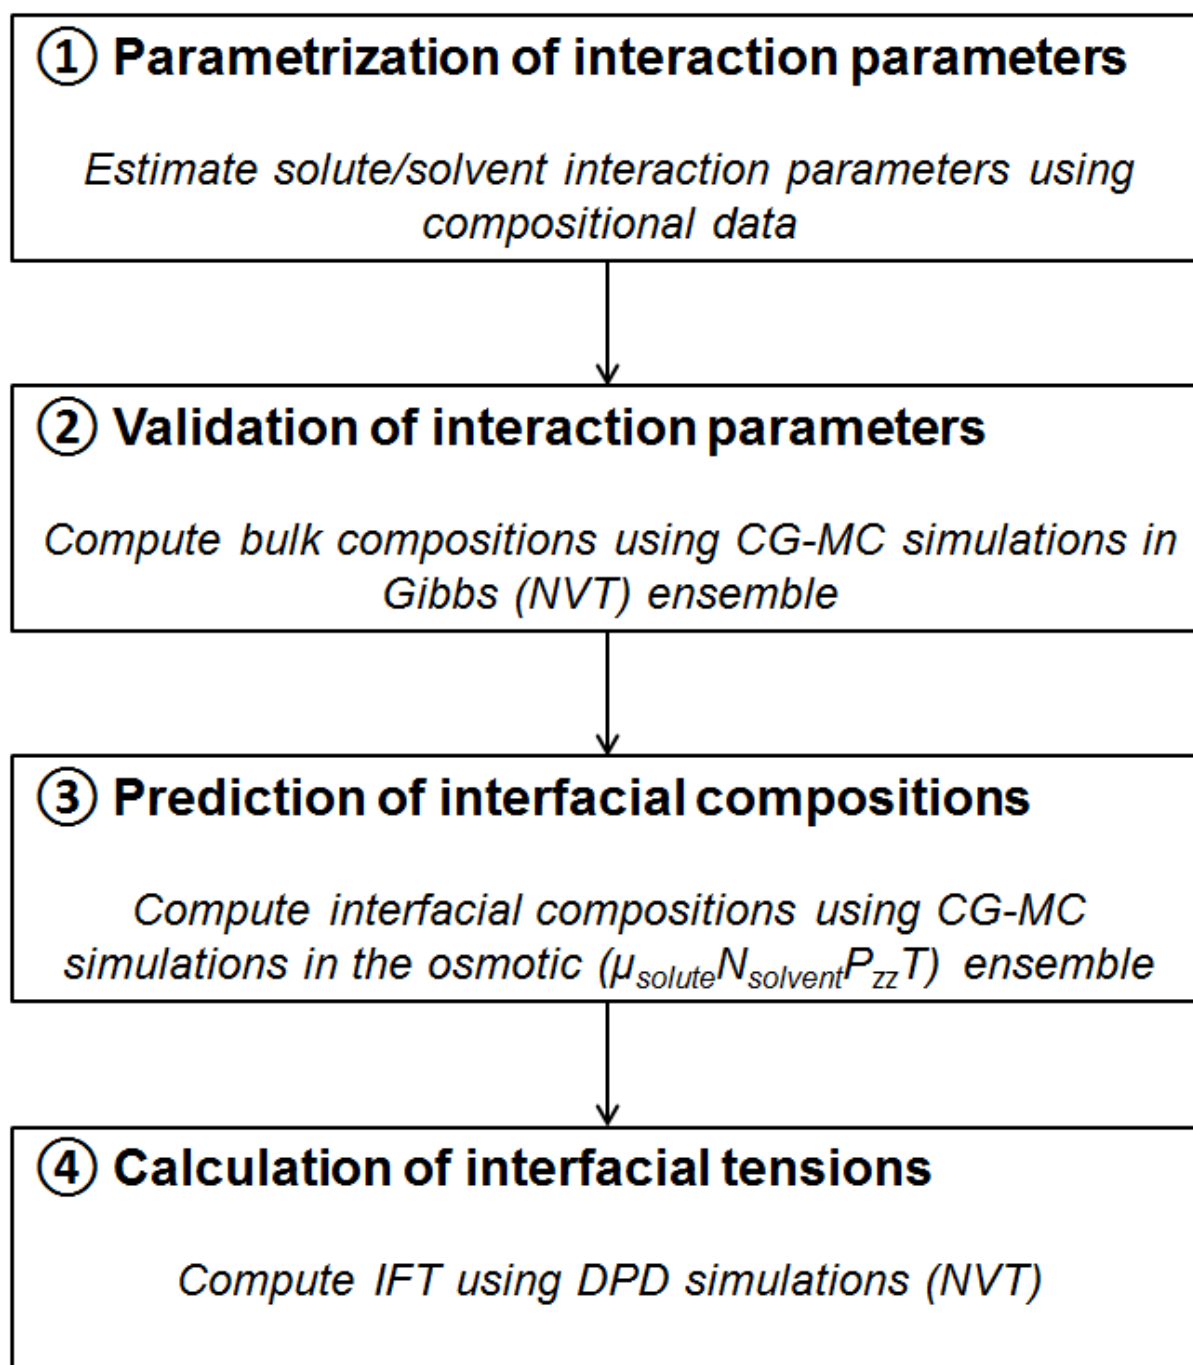 ① Parametrization of interaction parameters
Estimate solute/solvent interaction parameters using
compositional data
② Validation of interaction parameters
Compute bulk compositions using CG-MC simulations in
Gibbs (NVT) ensemble
③ Prediction of interfacial compositions
Compute interfacial compositions using CG-MC
simulations in the osmotic (μsoluteNsolventPzzT) ensemble
④ Calculation of interfacial tensions
Compute IFT using DPD simulations (NVT)